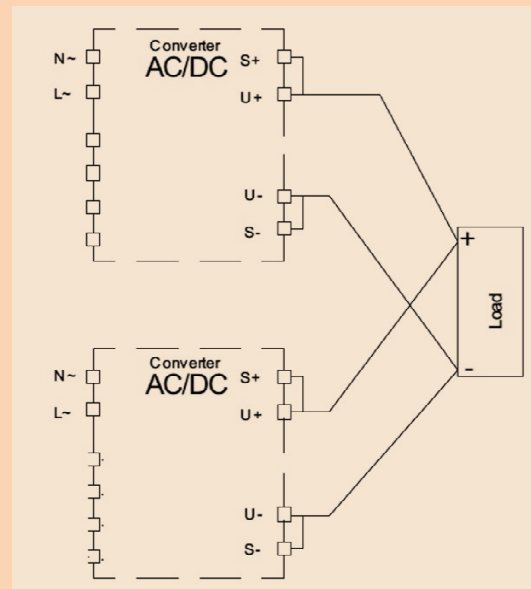 Converter
AC/DC
N~
S+
L~
U+
U-
S-
+
Load
-
Converter
AC/DC
N~
S+
L~
U+
U-
S-